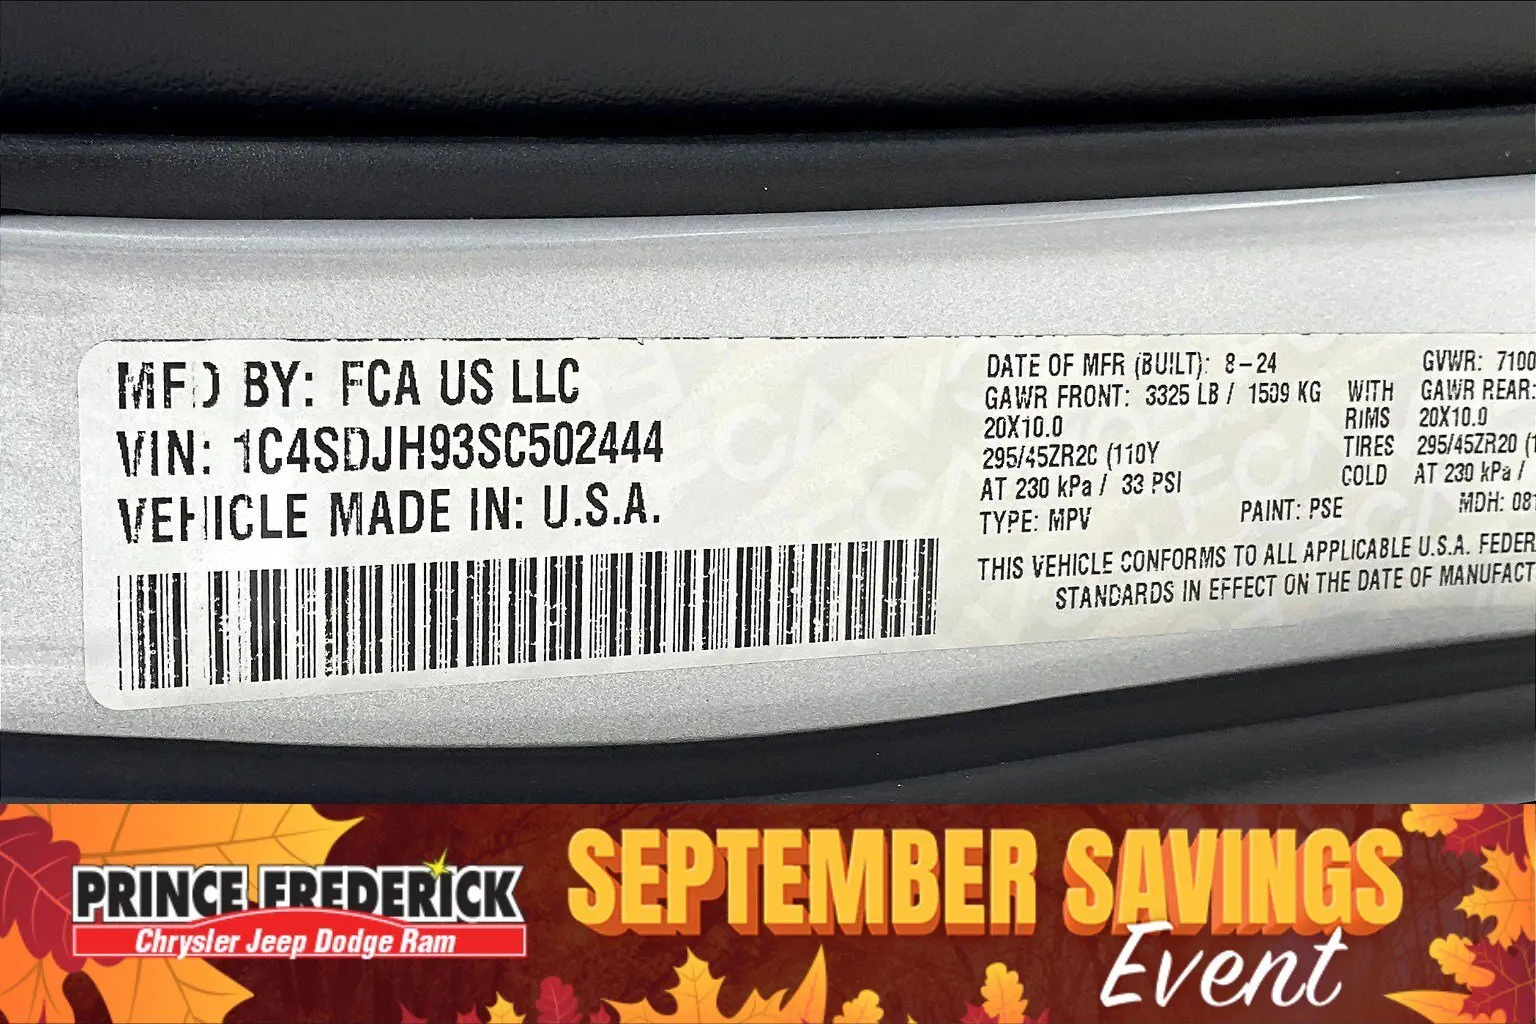 MFD BY: FCA US LLC
VIN: 1C4SDJH93SC502444
VEHICLE MADE IN: U.S.A.
DATE OF MFR (BUILT): 8-24 GVWR: 7100
GAWR FRONT: 3325 LB / 1509 KG WITH GAWR REAR:
20X10.0 RIMS 20X10.0
295/45ZR20 (110Y TIRES 295/45ZR20 (1
AT 230 kPa / 33 PSI COLD AT 230 kPa /
TYPE: MPV PAINT: PSE MDH: 081
THIS VEHICLE CONFORMS TO ALL APPLICABLE U.S.A. FEDER
STANDARDS IN EFFECT ON THE DATE OF MANUFACT
PRINCE FREDERICK
Chrysler Jeep Dodge Ram
SEPTEMBER SAVINGS
Event